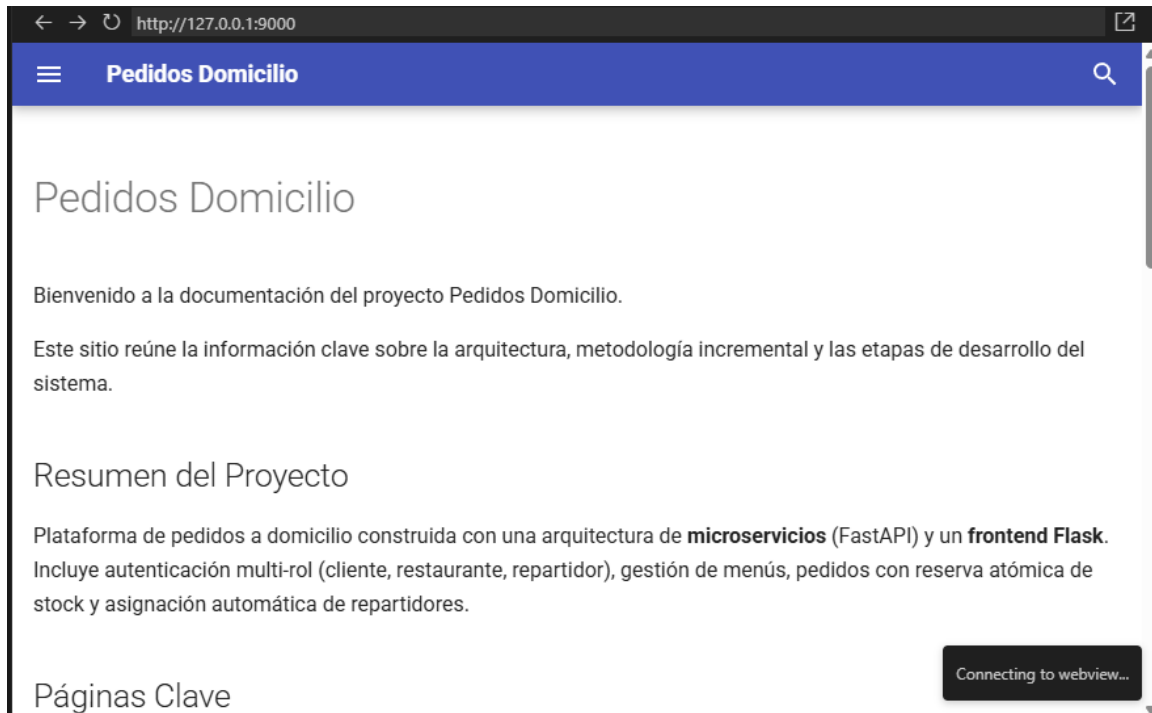 http://127.0.0.1:9000
Pedidos Domicilio
Pedidos Domicilio
Bienvenido a la documentación del proyecto Pedidos Domicilio.
Este sitio reúne la información clave sobre la arquitectura, metodología incremental y las etapas de desarrollo del
sistema.
Resumen del Proyecto
Plataforma de pedidos a domicilio construida con una arquitectura de microservicios (FastAPI) y un frontend Flask.
Incluye autenticación multi-rol (cliente, restaurante, repartidor), gestión de menús, pedidos con reserva atómica de
stock y asignación automática de repartidores.
Connecting to webview...
Páginas Clave